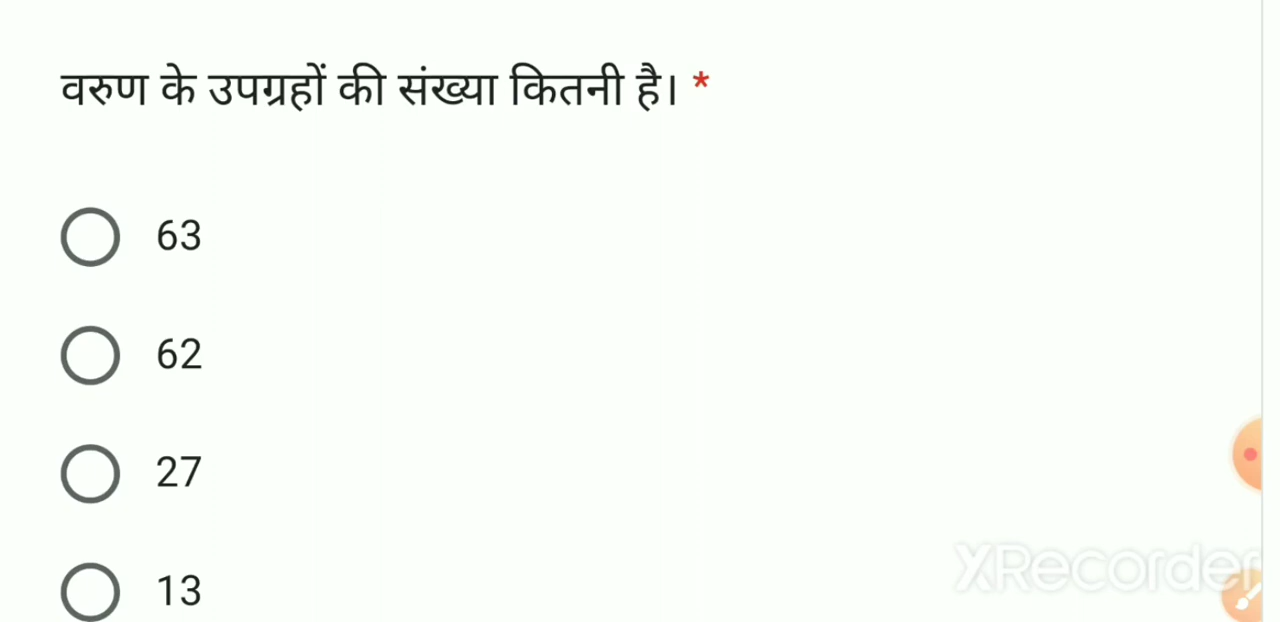 वरुण के उपग्रहों की संख्या कितनी है। *
63
62
27
13
XRecorder